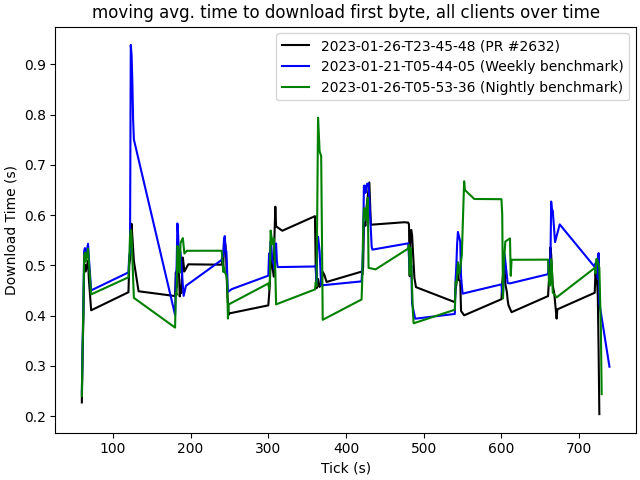 moving avg. time to download first byte, all clients over time
2023-01-26-T23-45-48 (PR #2632)
2023-01-21-T05-44-05 (Weekly benchmark)
2023-01-26-T05-53-36 (Nightly benchmark)
Download Time (s)
0.9
0.8
0.7
0.6
0.5
0.4
0.3
0.2
100 200 300 400 500 600 700
Tick (s)